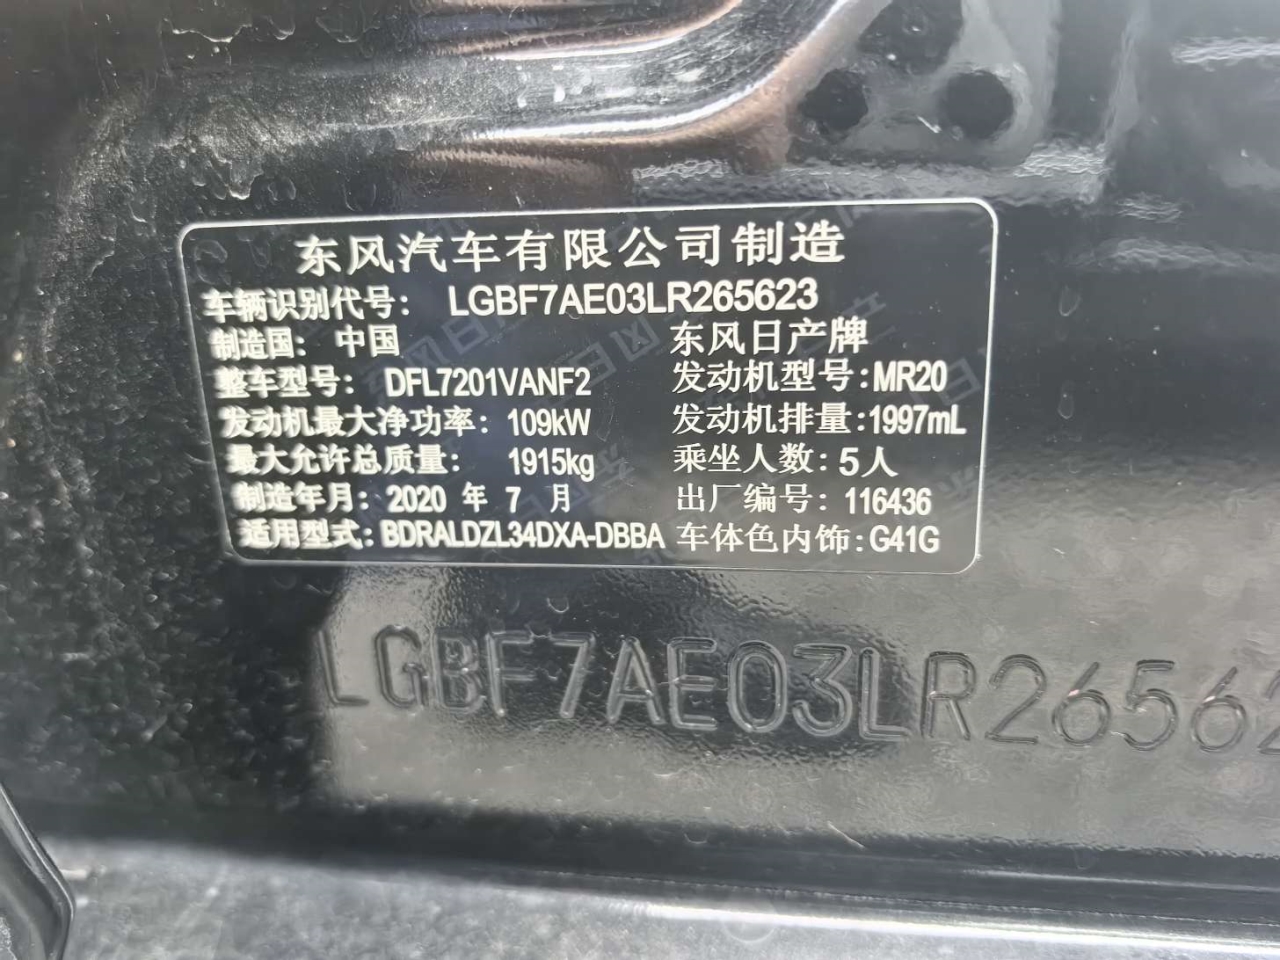 东风汽车有限公司制造
车辆识别代号: LGBF7AE03LR265623
制造国: 中国 东风日产牌
整车型号: DFL7201VANF2 发动机型号:MR20
发动机最大净功率: 109kW 发动机排量:1997mL
最大允许总质量: 1915kg 乘坐人数: 5人
制造年月: 2020 年 7 月 出厂编号: 116436
适用型式: BDRALDZL34DXA-DBBA 车体色内饰:G41G
LGBF7AE03LR26562